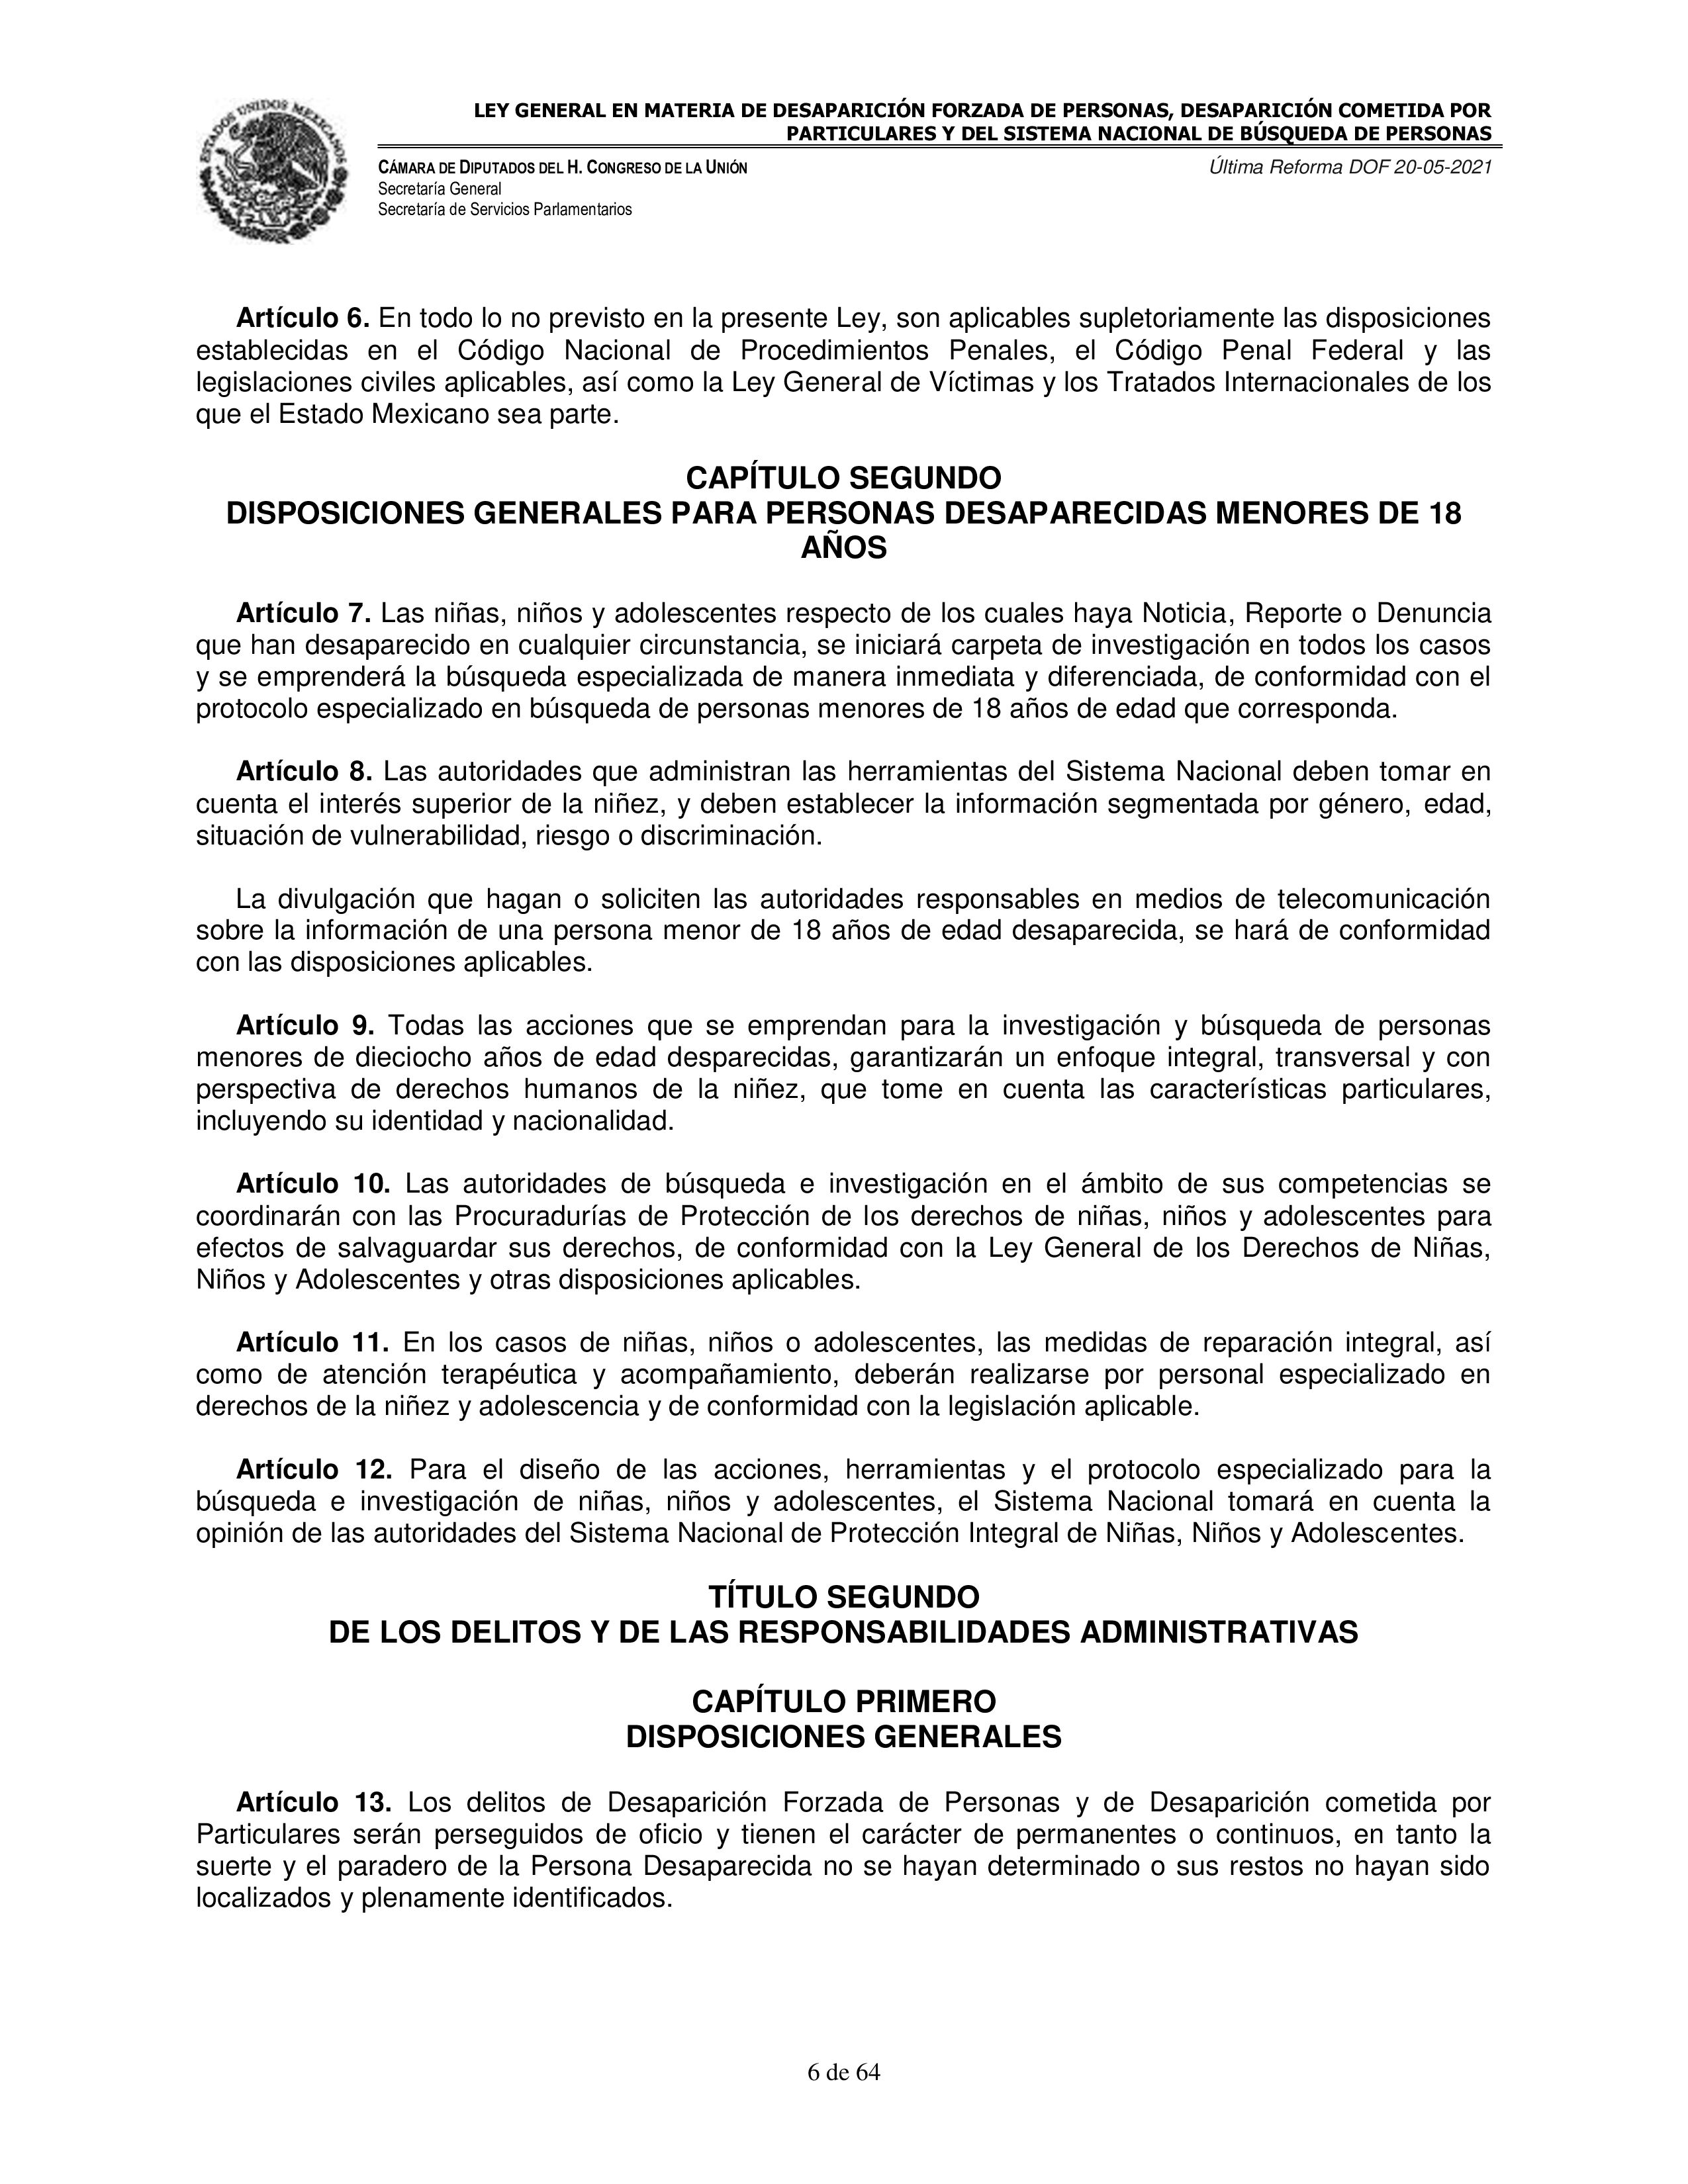 ESTADOS UNIDOS MEXICANOS
LEY GENERAL EN MATERIA DE DESAPARICIÓN FORZADA DE PERSONAS, DESAPARICIÓN COMETIDA POR
PARTICULARES Y DEL SISTEMA NACIONAL DE BÚSQUEDA DE PERSONAS
CÁMARA DE DIPUTADOS DEL H. CONGRESO DE LA UNIÓN
Última Reforma DOF 20-05-2021
Secretaría General
Secretaría de Servicios Parlamentarios
Artículo 6. En todo lo no previsto en la presente Ley, son aplicables supletoriamente las disposiciones
establecidas en el Código Nacional de Procedimientos Penales, el Código Penal Federal y las
legislaciones civiles aplicables, así como la Ley General de Víctimas y los Tratados Internacionales de los
que el Estado Mexicano sea parte.
CAPÍTULO SEGUNDO
DISPOSICIONES GENERALES PARA PERSONAS DESAPARECIDAS MENORES DE 18
AÑOS
Artículo 7. Las niñas, niños y adolescentes respecto de los cuales haya Noticia, Reporte o Denuncia
que han desaparecido en cualquier circunstancia, se iniciará carpeta de investigación en todos los casos
y se emprenderá la búsqueda especializada de manera inmediata y diferenciada, de conformidad con el
protocolo especializado en búsqueda de personas menores de 18 años de edad que corresponda.
Artículo 8. Las autoridades que administran las herramientas del Sistema Nacional deben tomar en
cuenta el interés superior de la niñez, y deben establecer la información segmentada por género, edad,
situación de vulnerabilidad, riesgo o discriminación.
La divulgación que hagan o soliciten las autoridades responsables en medios de telecomunicación
sobre la información de una persona menor de 18 años de edad desaparecida, se hará de conformidad
con las disposiciones aplicables.
Artículo 9. Todas las acciones que se emprendan para la investigación y búsqueda de personas
menores de dieciocho años de edad desparecidas, garantizarán un enfoque integral, transversal y con
perspectiva de derechos humanos de la niñez, que tome en cuenta las características particulares,
incluyendo su identidad y nacionalidad.
Artículo 10. Las autoridades de búsqueda e investigación en el ámbito de sus competencias se
coordinarán con las Procuradurías de Protección de los derechos de niñas, niños y adolescentes para
efectos de salvaguardar sus derechos, de conformidad con la Ley General de los Derechos de Niñas,
Niños y Adolescentes y otras disposiciones aplicables.
Artículo 11. En los casos de niñas, niños o adolescentes, las medidas de reparación integral, así
como de atención terapéutica y acompañamiento, deberán realizarse por personal especializado en
derechos de la niñez y adolescencia y de conformidad con la legislación aplicable.
Artículo 12. Para el diseño de las acciones, herramientas y el protocolo especializado para la
búsqueda e investigación de niñas, niños y adolescentes, el Sistema Nacional tomará en cuenta la
opinión de las autoridades del Sistema Nacional de Protección Integral de Niñas, Niños y Adolescentes.
TÍTULO SEGUNDO
DE LOS DELITOS Y DE LAS RESPONSABILIDADES ADMINISTRATIVAS
CAPÍTULO PRIMERO
DISPOSICIONES GENERALES
Artículo 13. Los delitos de Desaparición Forzada de Personas y de Desaparición cometida por
Particulares serán perseguidos de oficio y tienen el carácter de permanentes o continuos, en tanto la
suerte y el paradero de la Persona Desaparecida no se hayan determinado o sus restos no hayan sido
localizados y plenamente identificados.
6 de 64